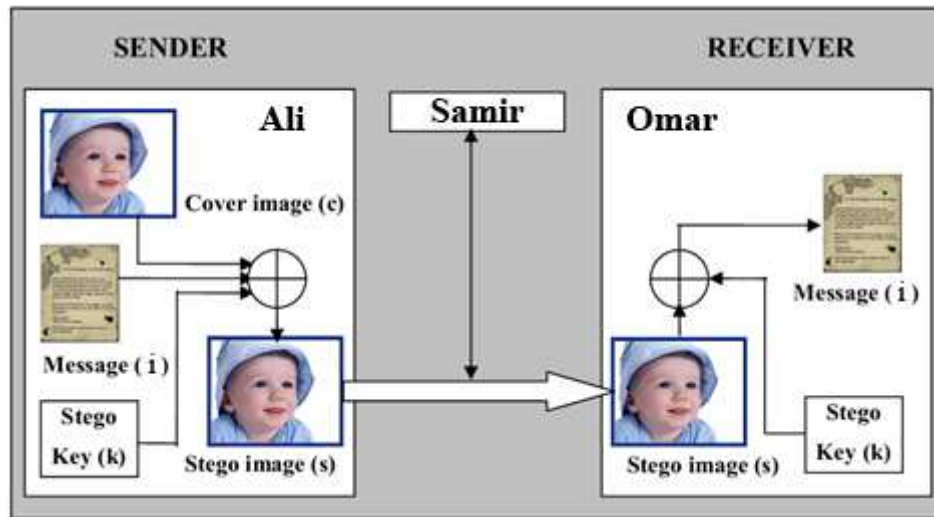 SENDER
RECEIVER
Ali
Samir
Omar
Cover image (c)
Message ( i )
Message ( i )
Stego
Key (k)
Stego image (s)
Stego image (s)
Stego
Key (k)